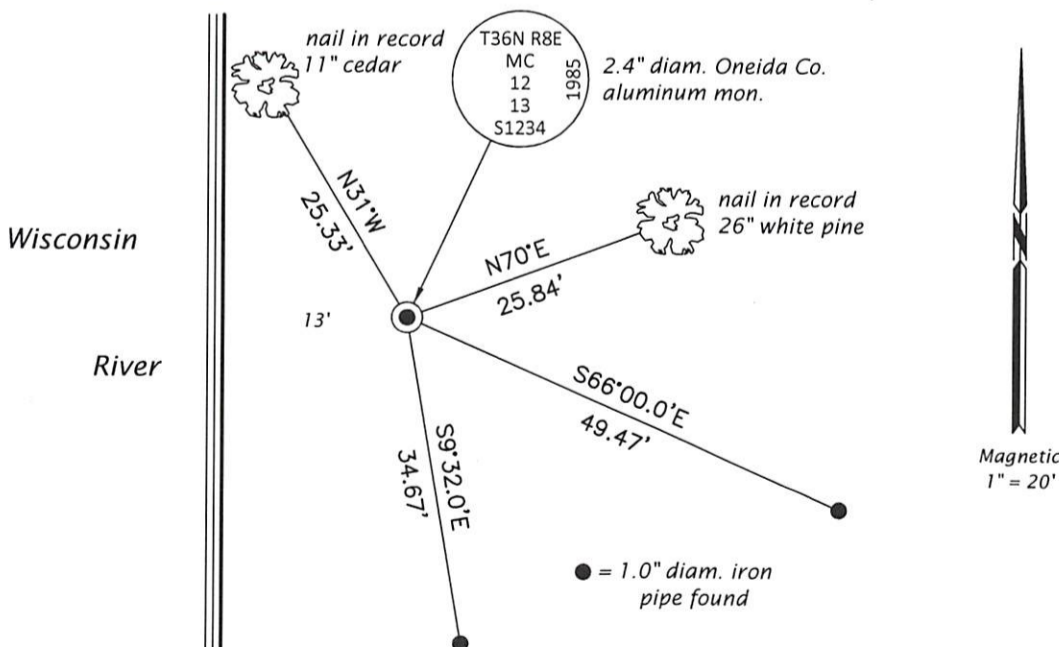 nail in record
11" cedar
T36N R8E
MC
12
13
S1234
1985
2.4" diam. Oneida Co.
aluminum mon.
N31°W
25.33'
nail in record
26" white pine
Wisconsin
River
N70°E
25.84'
13'
S66°00.0'E
49.47'
S9°32.0'E
34.67'
N
Magnetic
1" = 20'
= 1.0" diam. iron
pipe found